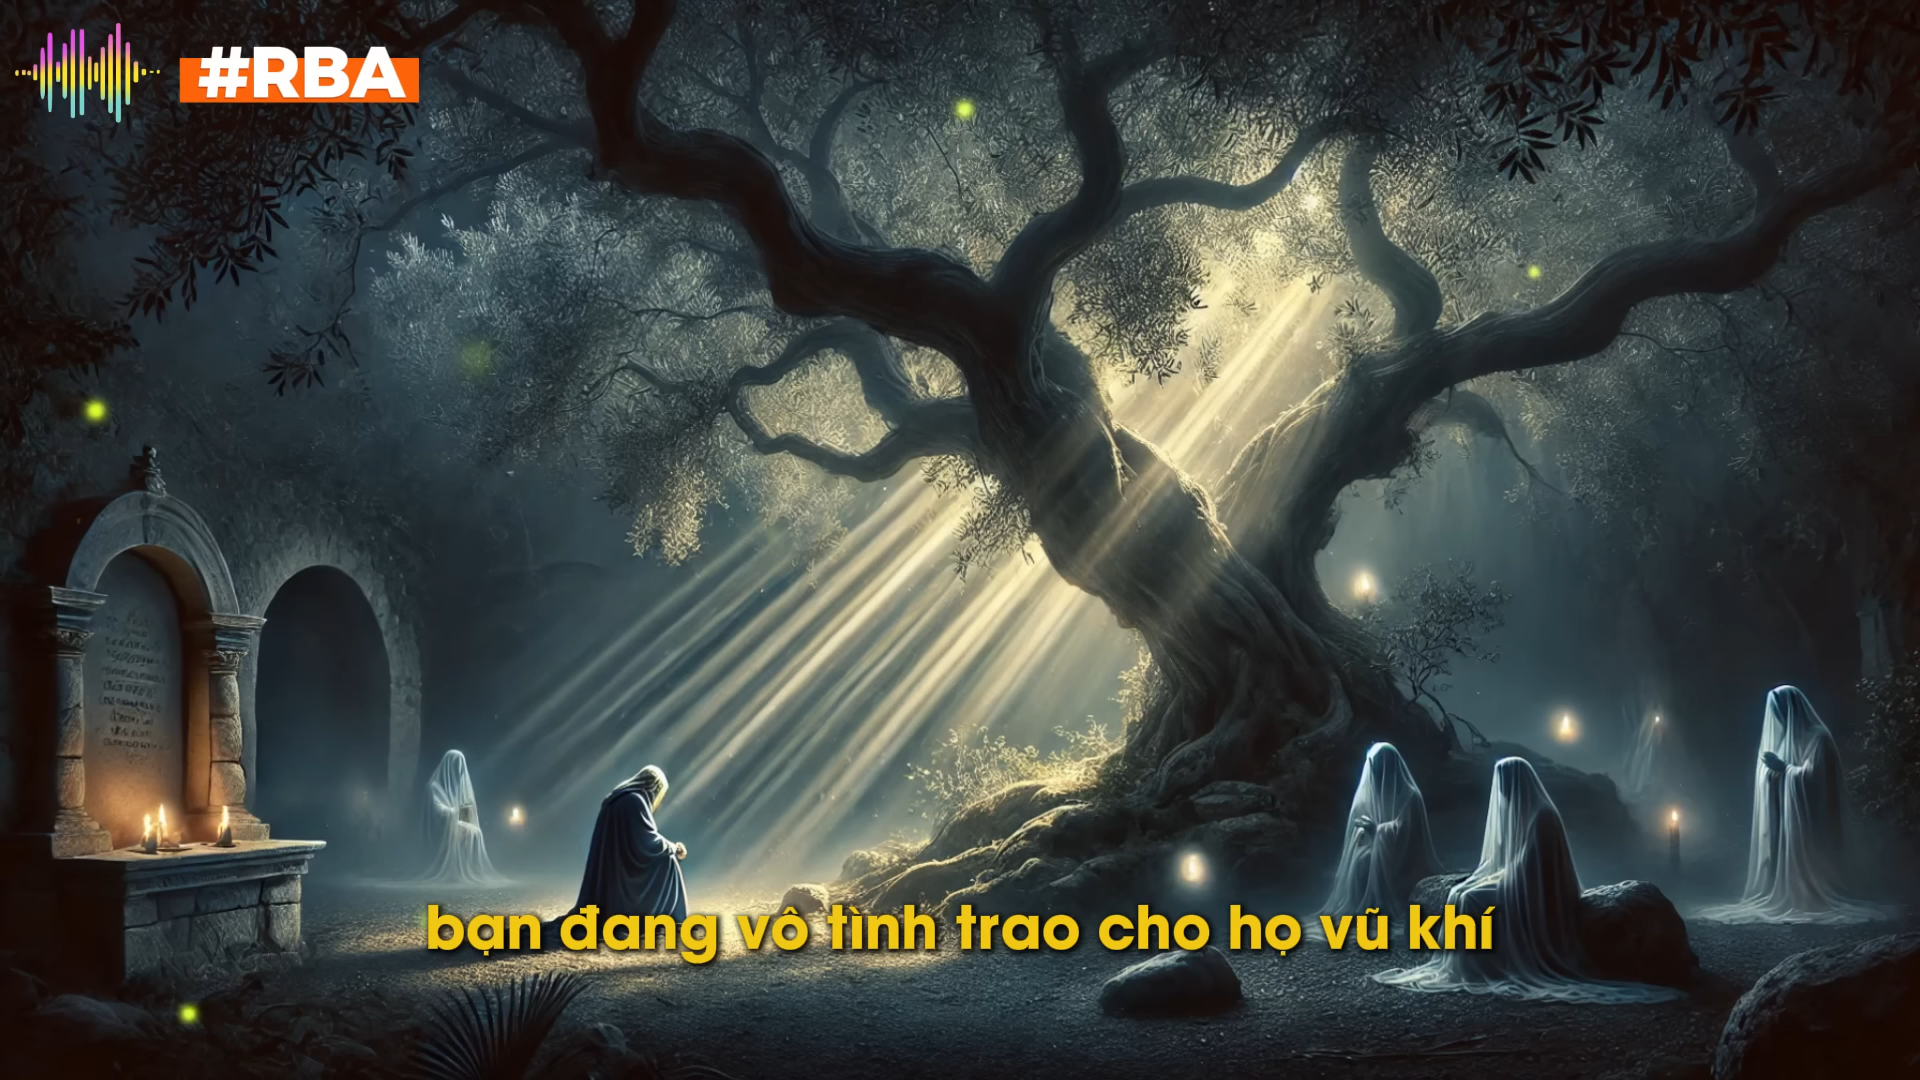 #RBA
bạn đang vô tình trao cho họ vũ khí